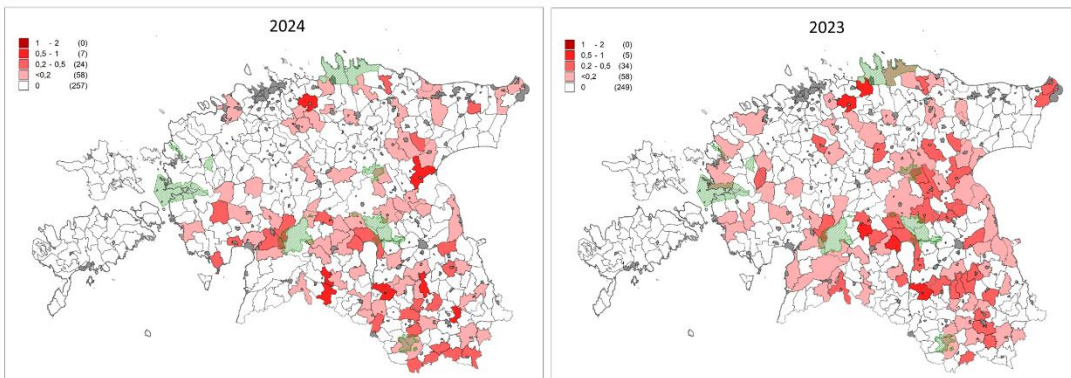 2024
1 - 2 (0)
0,5 - 1 (7)
0,2 - 0,5 (24)
<0,2 (58)
0 (257)
2023
1 - 2 (0)
0,5 - 1 (5)
0,2 - 0,5 (34)
<0,2 (58)
0 (249)